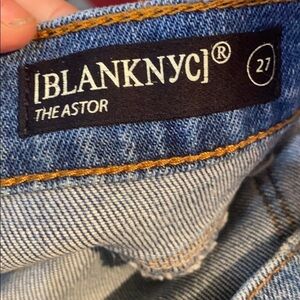 [BLANKNYC]®
THE ASTOR
27